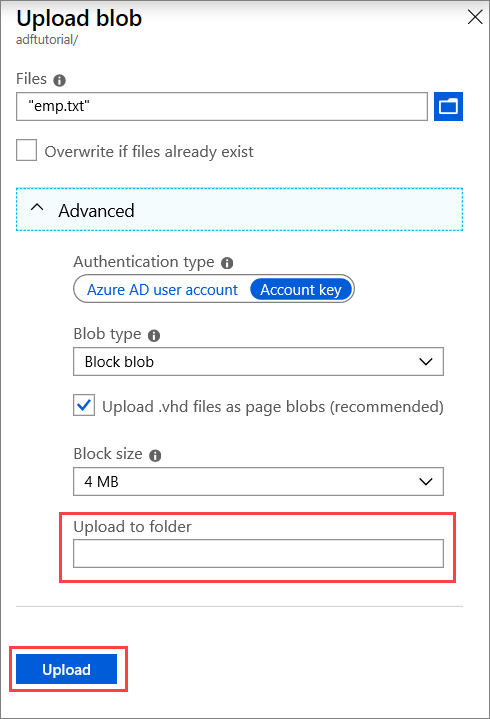 Upload blob
adftutorial/
Files
"emp.txt"
Overwrite if files already exist
Advanced
Authentication type
Azure AD user account Account key
Blob type
Block blob
Upload .vhd files as page blobs (recommended)
Block size
4 MB
Upload to folder
Upload